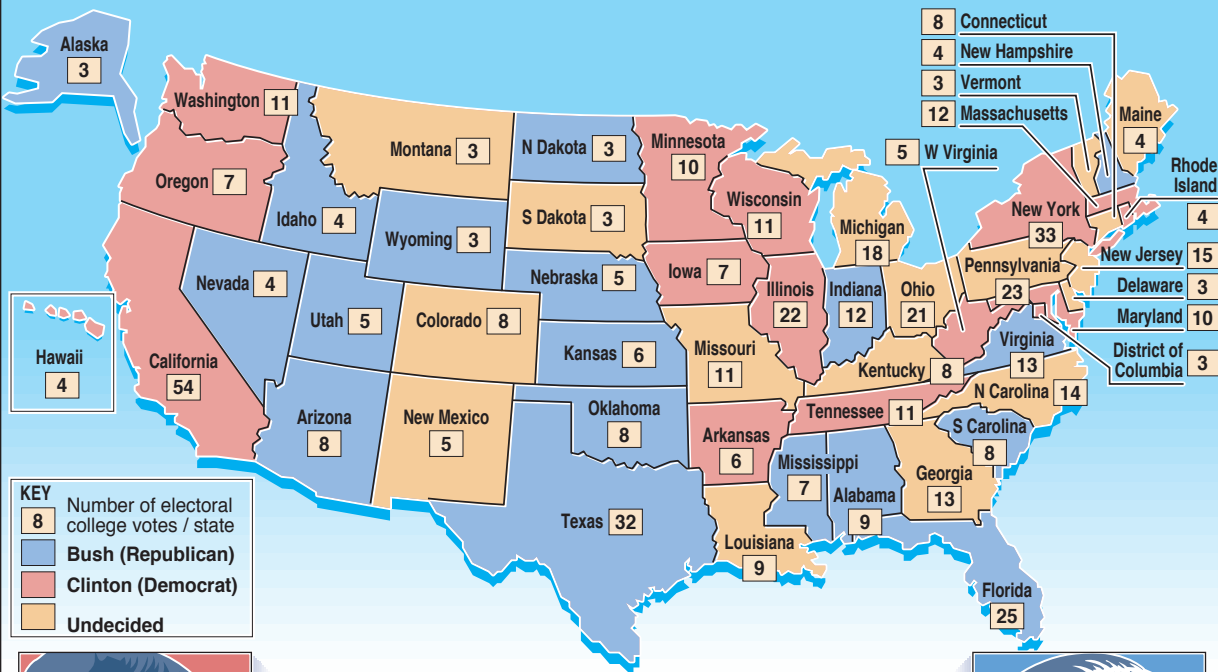 8 Connecticut
4 New Hampshire
3 Vermont
12 Massachusetts
Alaska
3
Washington 11
Montana 3
N Dakota 3
Minnesota
10
5 W Virginia
Maine
4
Rhode
Island
4
Oregon 7
Idaho 4
Wyoming 3
S Dakota 3
Wisconsin
11
Michigan
18
New York
33
Nevada 4
Nebraska 5
Iowa 7
Pennsylvania
23
New Jersey 15
Delaware 3
Maryland 10
District of
Columbia 3
Utah 5
Colorado 8
Illinois
22
Indiana
12
Ohio
21
Hawaii
4
California
54
Kansas 6
Missouri
11
Kentucky 8
Virginia
13
N Carolina 14
Arizona
8
New Mexico
5
Oklahoma
8
Arkansas
6
Tennessee 11
S Carolina
8
Mississippi
7
Alabama
9
Georgia
13
Texas 32
Louisiana
9
Florida
25
KEY
8 Number of electoral
college votes / state
Bush (Republican)
Clinton (Democrat)
Undecided